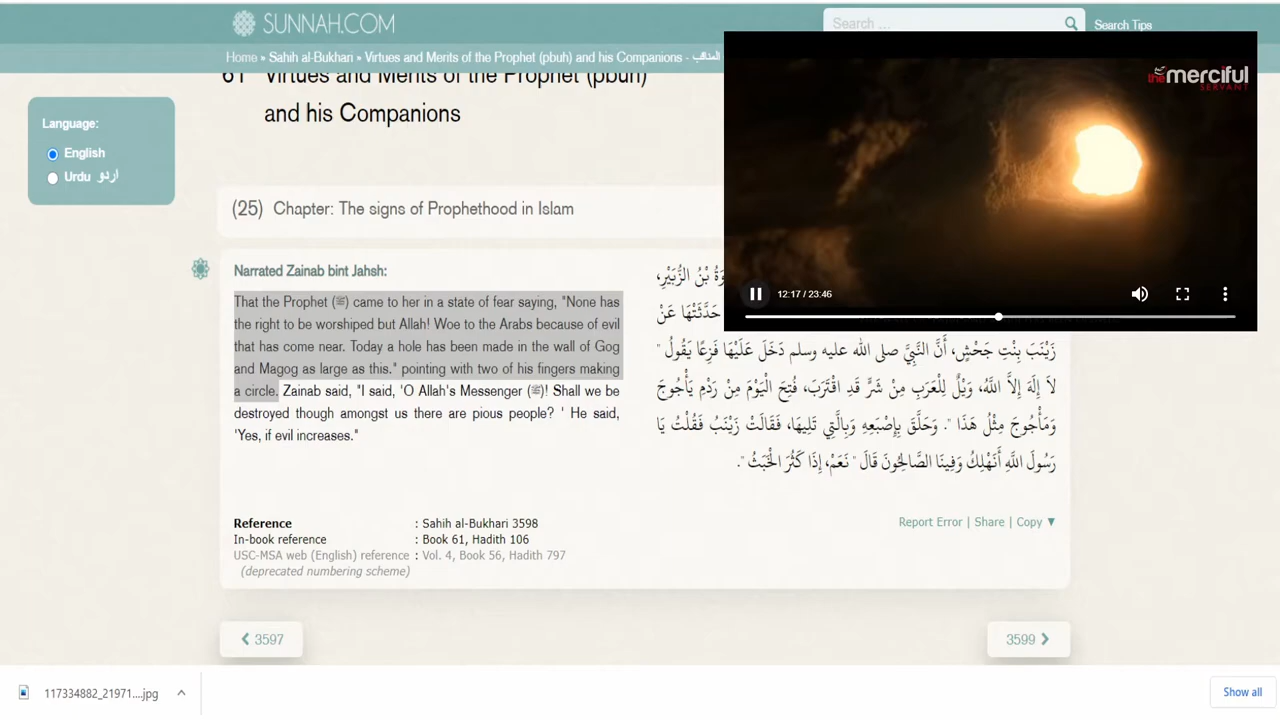 SUNNAH.COM
Search ...
Search Tips
Home » Sahih al-Bukhari » Virtues and Merits of the Prophet (pbuh) and his Companions - المناقب
61 Virtues and Merits of the Prophet (pbuh)
and his Companions
the merciful
SERVANT
Language:
English
Urdu اردو
12:17 / 23:46
(25) Chapter: The signs of Prophethood in Islam
Narrated Zainab bint Jahsh:
That the Prophet (ﷺ) came to her in a state of fear saying, "None has
the right to be worshiped but Allah! Woe to the Arabs because of evil
that has come near. Today a hole has been made in the wall of Gog
and Magog as large as this." pointing with two of his fingers making
a circle. Zainab said, "I said, 'O Allah's Messenger (ﷺ)! Shall we be
destroyed though amongst us there are pious people? ' He said,
'Yes, if evil increases."
بْنُ الزُّبَيْرِ،
حَدَّثَتْهَا عَنْ
زَيْنَبَ بِنْتِ جَحْشٍ، أَنَّ النَّبِيَّ صلى الله عليه وسلم دَخَلَ عَلَيْهَا فَزِعًا يَقُولُ "
لاَ إِلَهَ إِلاَّ اللَّهُ، وَيْلٌ لِلْعَرَبِ مِنْ شَرٍّ قَدِ اقْتَرَبَ، فُتِحَ الْيَوْمَ مِنْ رَدْمِ يَأْجُوجَ
وَمَأْجُوجَ مِثْلُ هَذَا ". وَحَلَّقَ بِإِصْبَعِهِ وَبِالَّتِي تَلِيهَا، فَقَالَتْ زَيْنَبُ فَقُلْتُ يَا
رَسُولَ اللَّهِ أَنَهْلِكُ وَفِينَا الصَّالِحُونَ قَالَ " نَعَمْ، إِذَا كَثُرَ الْخَبَثُ ".
Reference : Sahih al-Bukhari 3598
In-book reference : Book 61, Hadith 106
USC-MSA web (English) reference : Vol. 4, Book 56, Hadith 797
(deprecated numbering scheme)
Report Error | Share | Copy ▼
3597
3599
117334882_21971....jpg
Show all